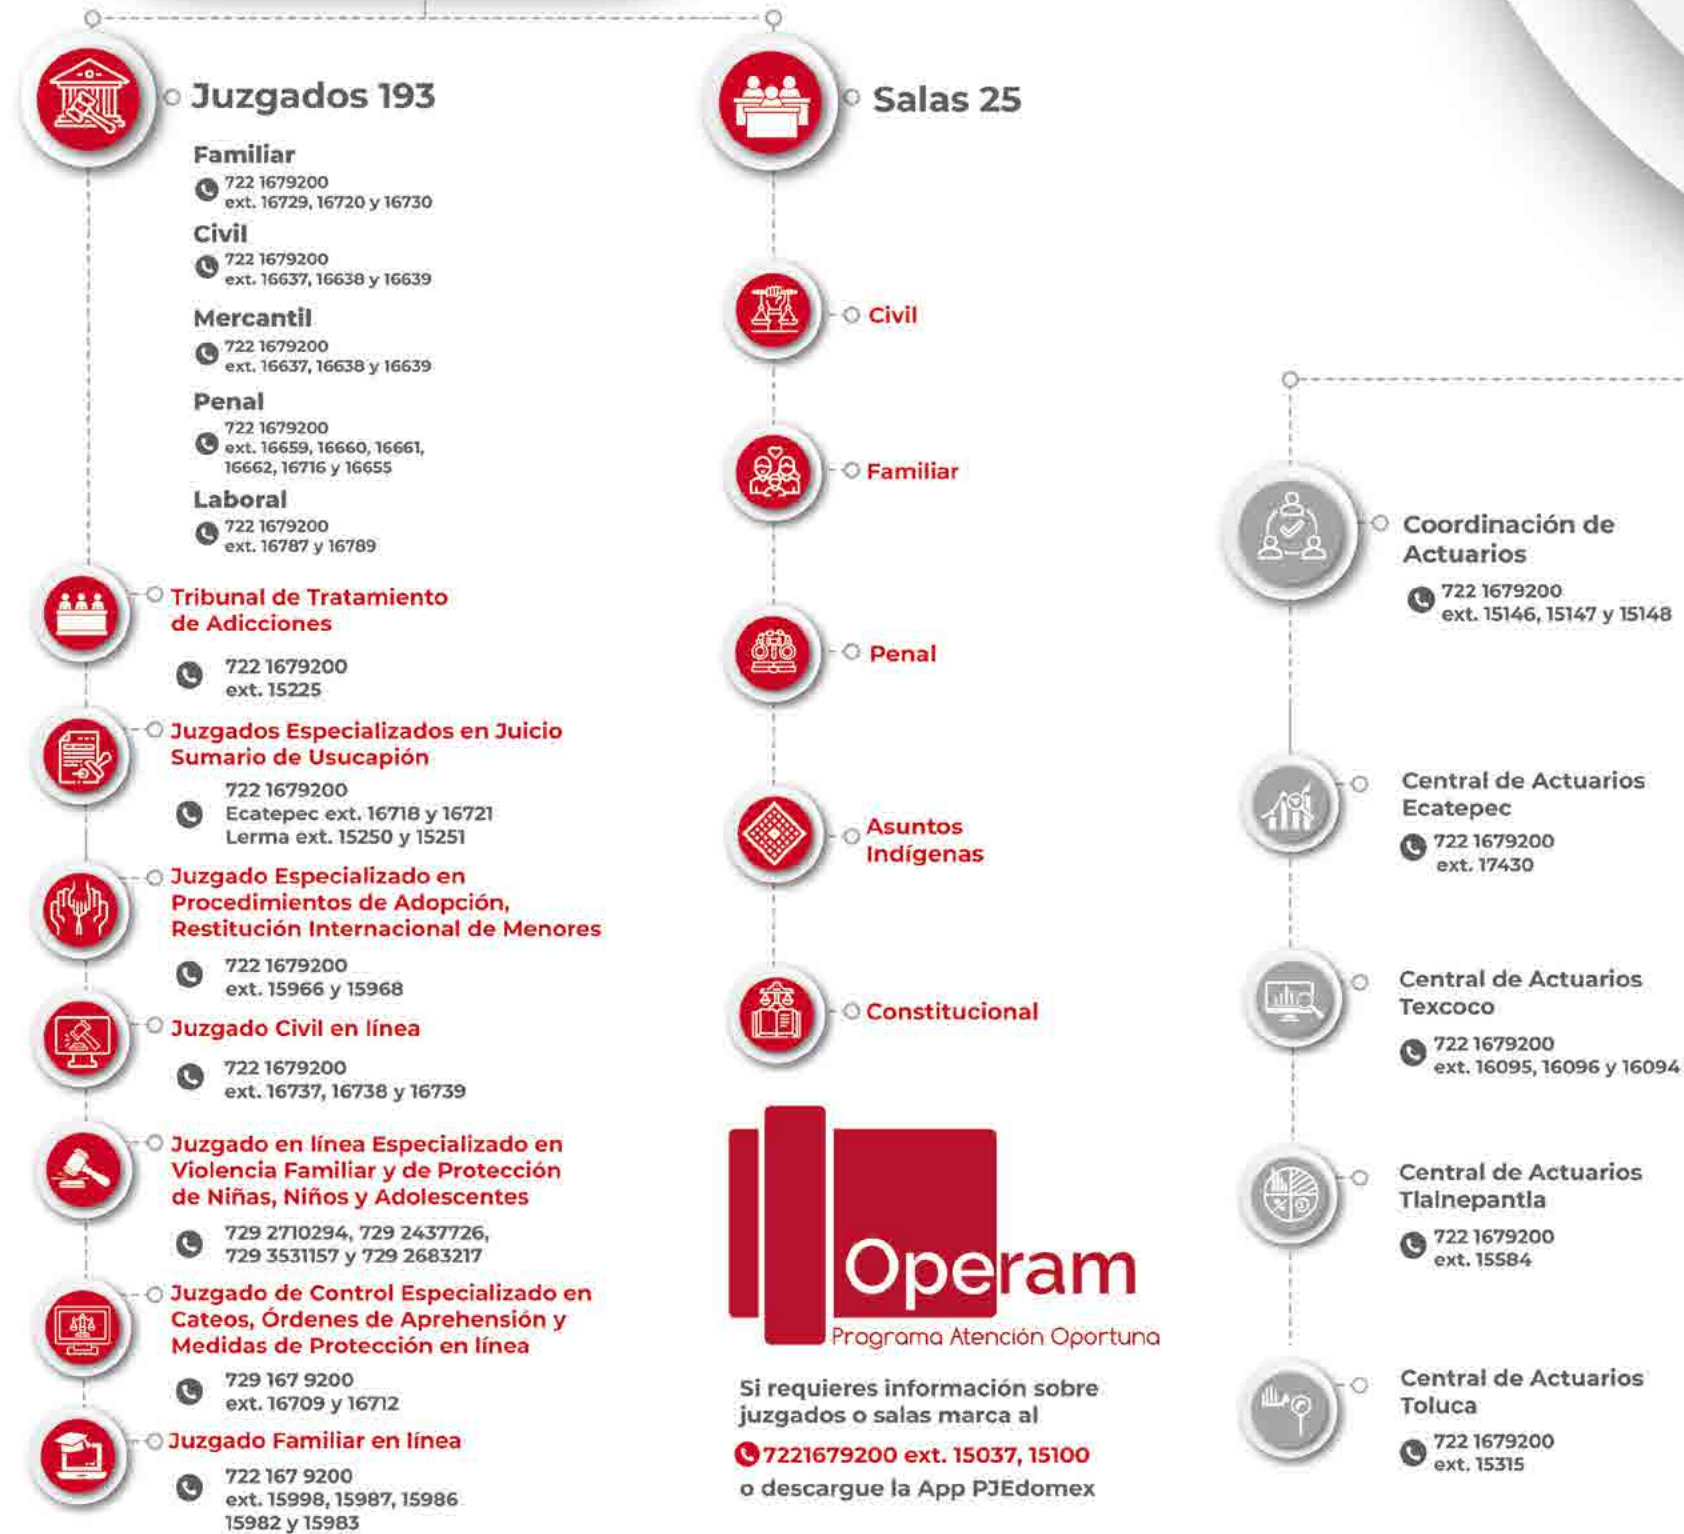 Juzgados 193
Familiar
722 1679200
ext. 16729, 16720 y 16730
Civil
722 1679200
ext. 16637, 16638 y 16639
Mercantil
722 1679200
ext. 16637, 16638 y 16639
Penal
722 1679200
ext. 16659, 16660, 16661,
16662, 16716 y 16655
Laboral
722 1679200
ext. 16787 y 16789
Tribunal de Tratamiento
de Adicciones
722 1679200
ext. 15225
Juzgados Especializados en Juicio
Sumario de Usucapión
722 1679200
Ecatepec ext. 16718 y 16721
Lerma ext. 15250 y 15251
Juzgado Especializado en
Procedimientos de Adopción,
Restitución Internacional de Menores
722 1679200
ext. 15966 y 15968
Juzgado Civil en línea
722 1679200
ext. 16737, 16738 y 16739
Juzgado en línea Especializado en
Violencia Familiar y de Protección
de Niñas, Niños y Adolescentes
729 2710294, 729 2437726,
729 3531157 y 729 2683217
Juzgado de Control Especializado en
Cateos, Órdenes de Aprehensión y
Medidas de Protección en línea
729 167 9200
ext. 16709 y 16712
Juzgado Familiar en línea
722 167 9200
ext. 15998, 15987, 15986
15982 y 15983
Salas 25
Civil
Familiar
Penal
Asuntos
Indígenas
Constitucional
Operam
Programa Atención Oportuna
Si requieres información sobre
juzgados o salas marca al
7221679200 ext. 15037, 15100
o descargue la App PJEdomex
Coordinación de
Actuarios
722 1679200
ext. 15146, 15147 y 15148
Central de Actuarios
Ecatepec
722 1679200
ext. 17430
Central de Actuarios
Texcoco
722 1679200
ext. 16095, 16096 y 16094
Central de Actuarios
Tlalnepantla
722 1679200
ext. 15584
Central de Actuarios
Toluca
722 1679200
ext. 15315